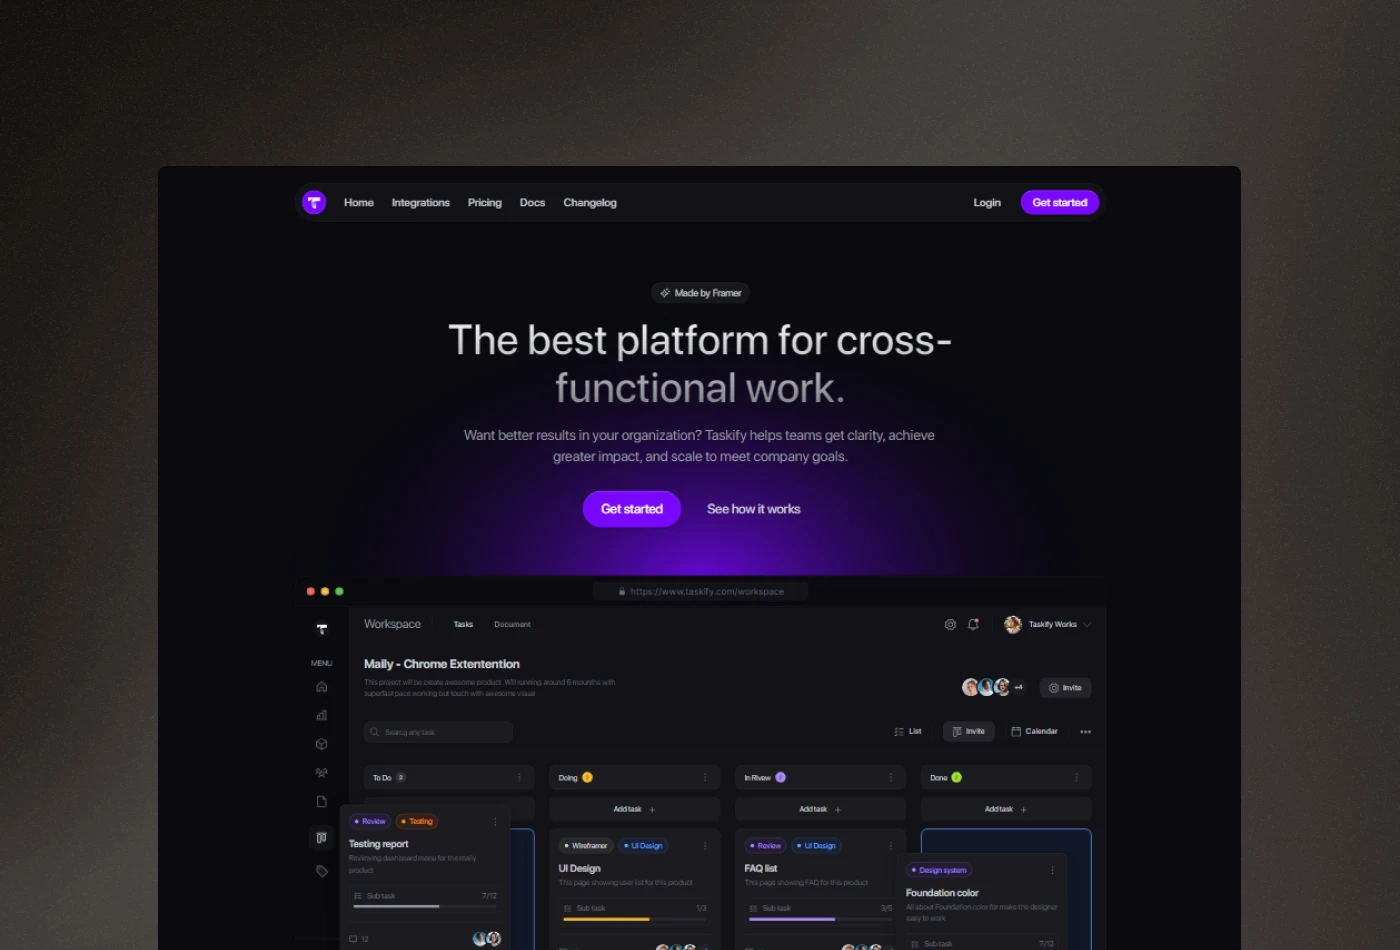 Home Integrations Pricing Docs Changelog Login Get started
Made by Framer
The best platform for cross-
functional work.
Want better results in your organization? Taskify helps teams get clarity, achieve
greater impact, and scale to meet company goals.
Get started See how it works
https://www.taskify.com/workspace
Workspace Tasks Document Taskify Works
MENU
Maily - Chrome Extentention
This project will be create awesome product. Will running around 6 mounths with
superfast pace working but touch with awesome visual
+4 Invite
Searcg any task List Invite Calendar
To Do Doing In Rivew Done
Add task + Add task + Add task +
Review Testing
Testing report
Reviewing dashboard menu for the maily
product
Sub task 7/12
12
Wireframer UI Design
UI Design
This page showing user list for this product
Sub task 1/3
Review UI Design
FAQ list
This page showing FAQ for this product
Sub task 3/5
Design system
Foundation color
All about Foundation color for make the designer
easy to work
Sub task 7/12